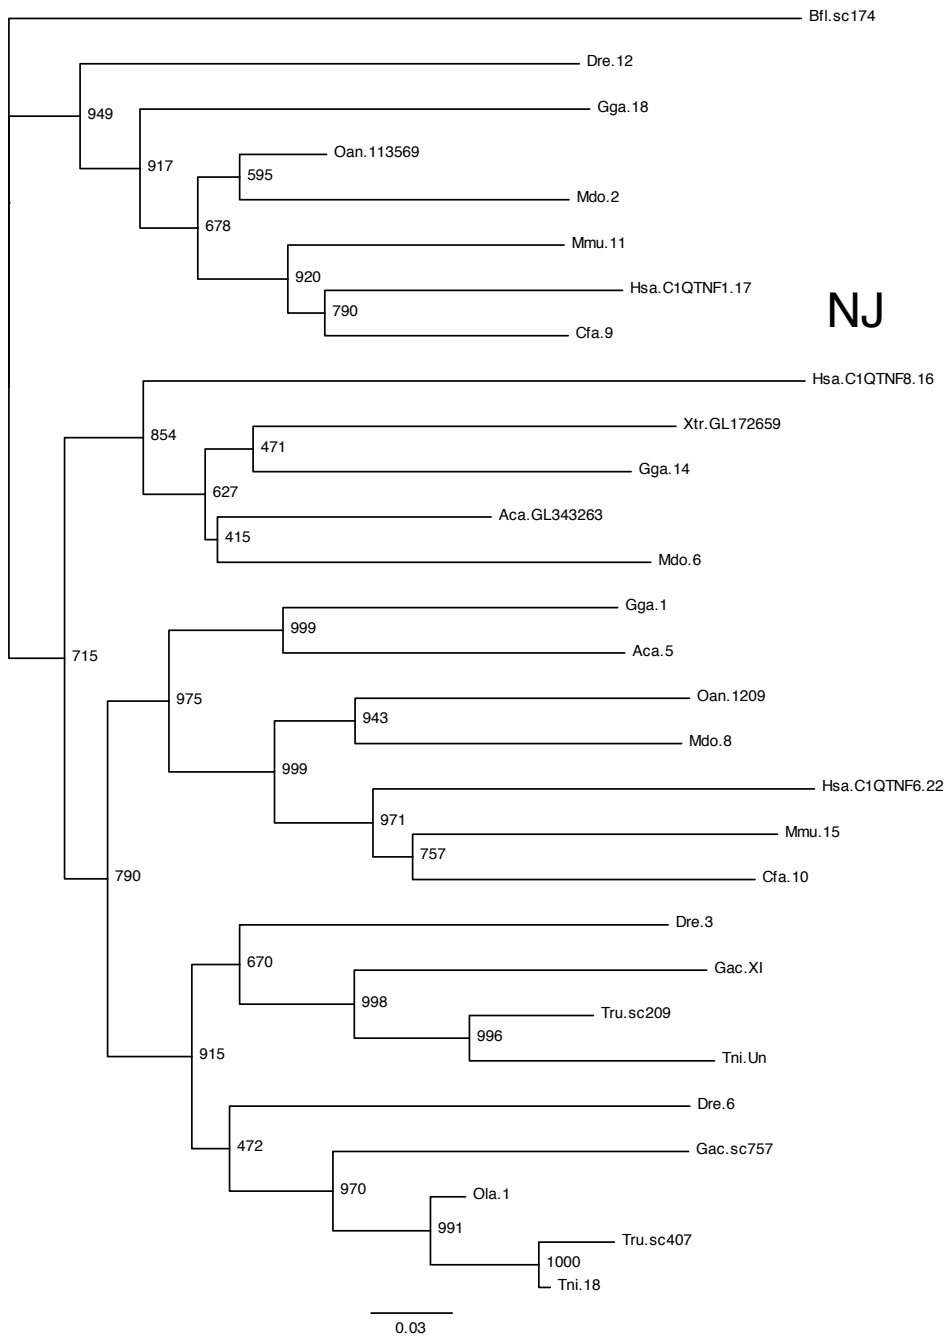 Bfl.sc174
Dre.12
949
Gga.18
917
Oan.113569
595
Mdo.2
678
Mmu.11
920
Hsa.C1QTNF1.17
790
Cfa.9
NJ
Hsa.C1QTNF8.16
854
Xtr.GL172659
471
Gga.14
627
Aca.GL343263
415
Mdo.6
Gga.1
999
Aca.5
715
975
Oan.1209
943
Mdo.8
999
Hsa.C1QTNF6.22
971
Mmu.15
757
Cfa.10
790
Dre.3
670
Gac.XI
998
Tru.sc209
996
Tni.Un
915
Dre.6
472
Gac.sc757
970
Ola.1
991
Tru.sc407
1000
Tni.18
0.03